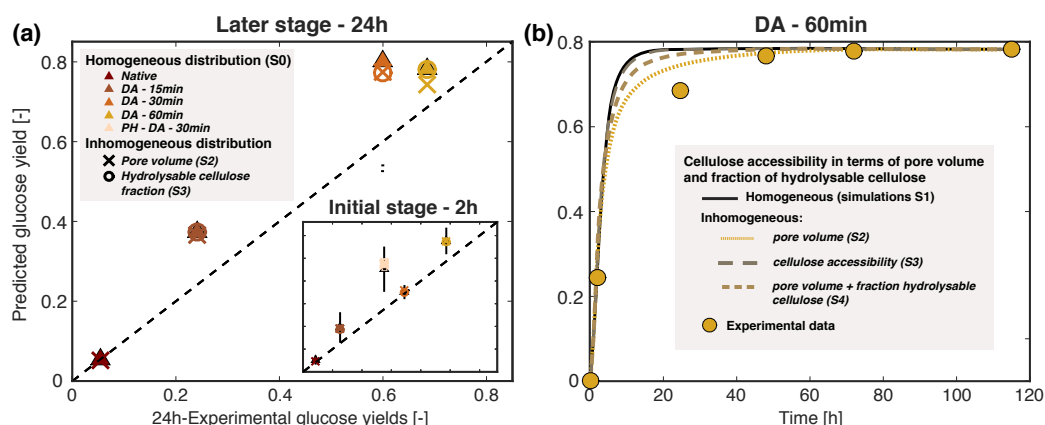 (a)
Later stage - 24h
Predicted glucose yield [-]
0.8
0.6
0.4
0.2
0
0
0.2
0.4
0.6
0.8
24h-Experimental glucose yields [-]
Homogeneous distribution (S0)
Native
DA - 15min
DA - 30min
DA - 60min
PH - DA - 30min
Inhomogeneous distribution
Pore volume (S2)
Hydrolysable cellulose
fraction (S3)
Initial stage - 2h
(b)
DA - 60min
0.8
0.6
0.4
0.2
0
0
20
40
60
80
100
120
Time [h]
Cellulose accessibility in terms of pore volume
and fraction of hydrolysable cellulose
Homogeneous (simulations S1)
Inhomogeneous:
pore volume (S2)
cellulose accessibility (S3)
pore volume + fraction hydrolysable
cellulose (S4)
Experimental data